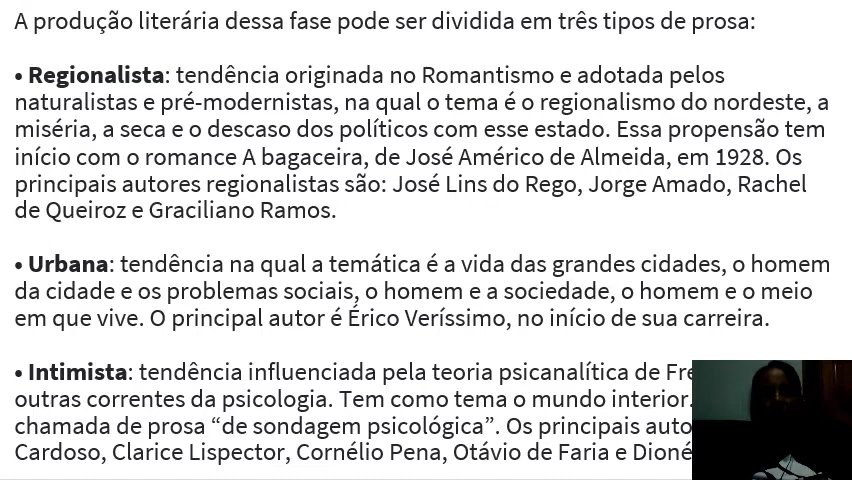 A produção literária dessa fase pode ser dividida em três tipos de prosa:
• Regionalista: tendência originada no Romantismo e adotada pelos
naturalistas e pré-modernistas, na qual o tema é o regionalismo do nordeste, a
miséria, a seca e o descaso dos políticos com esse estado. Essa propensão tem
início com o romance A bagaceira, de José Américo de Almeida, em 1928. Os
principais autores regionalistas são: José Lins do Rego, Jorge Amado, Rachel
de Queiroz e Graciliano Ramos.
• Urbana: tendência na qual a temática é a vida das grandes cidades, o homem
da cidade e os problemas sociais, o homem e a sociedade, o homem e o meio
em que vive. O principal autor é Érico Veríssimo, no início de sua carreira.
• Intimista: tendência influenciada pela teoria psicanalítica de
outras correntes da psicologia. Tem como tema o mundo interior.
chamada de prosa “de sondagem psicológica”. Os principais
Cardoso, Clarice Lispector, Cornélio Pena, Otávio de Faria e